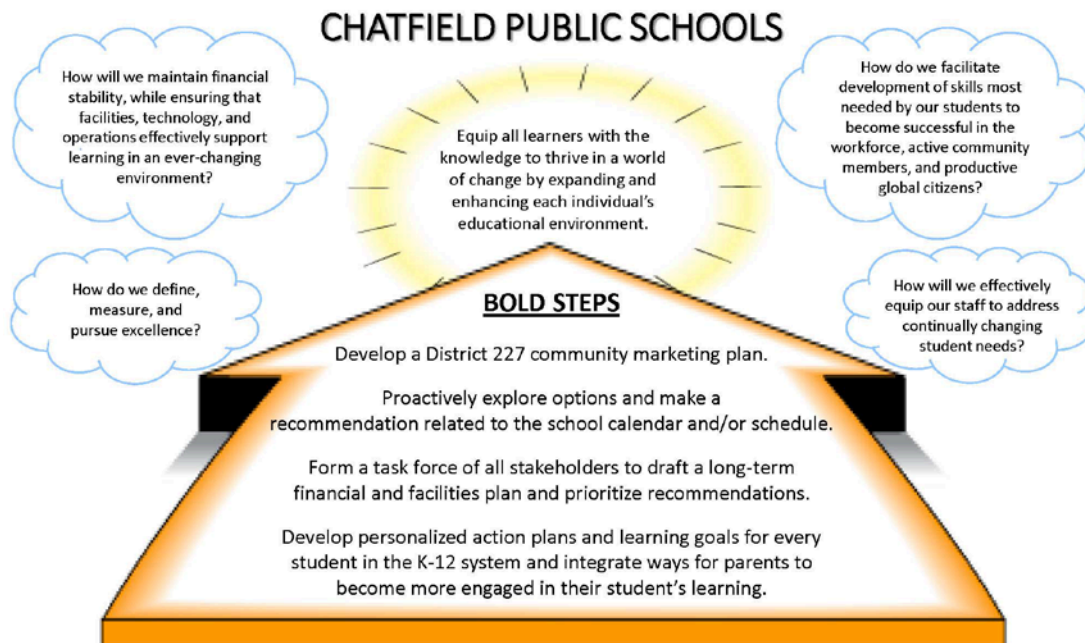 CHATFIELD PUBLIC SCHOOLS
How will we maintain financial
stability, while ensuring that
facilities, technology, and
operations effectively support
learning in an ever-changing
environment?
Equip all learners with the
knowledge to thrive in a world
of change by expanding and
enhancing each individual's
educational environment.
How do we facilitate
development of skills most
needed by our students to
become successful in the
workforce, active community
members, and productive
global citizens?
How do we define,
measure, and
pursue excellence?
How will we effectively
equip our staff to address
continually changing
student needs?
BOLD STEPS
Develop a District 227 community marketing plan.
Proactively explore options and make a
recommendation related to the school calendar and/or schedule.
Form a task force of all stakeholders to draft a long-term
financial and facilities plan and prioritize recommendations.
Develop personalized action plans and learning goals for every
student in the K-12 system and integrate ways for parents to
become more engaged in their student's learning.